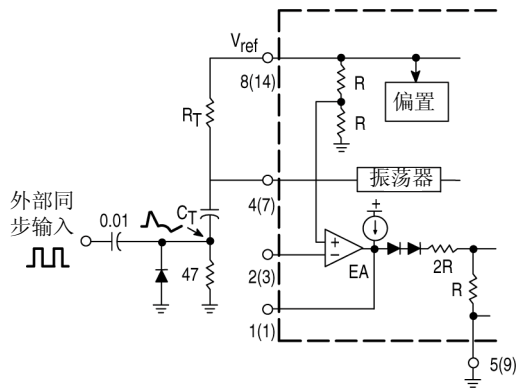 Vref
8(14)
R
偏置
RT
R
振荡器
外部同
步输入
0.01
CT
4(7)
+
+
−
EA
2R
47
2(3)
R
1(1)
5(9)